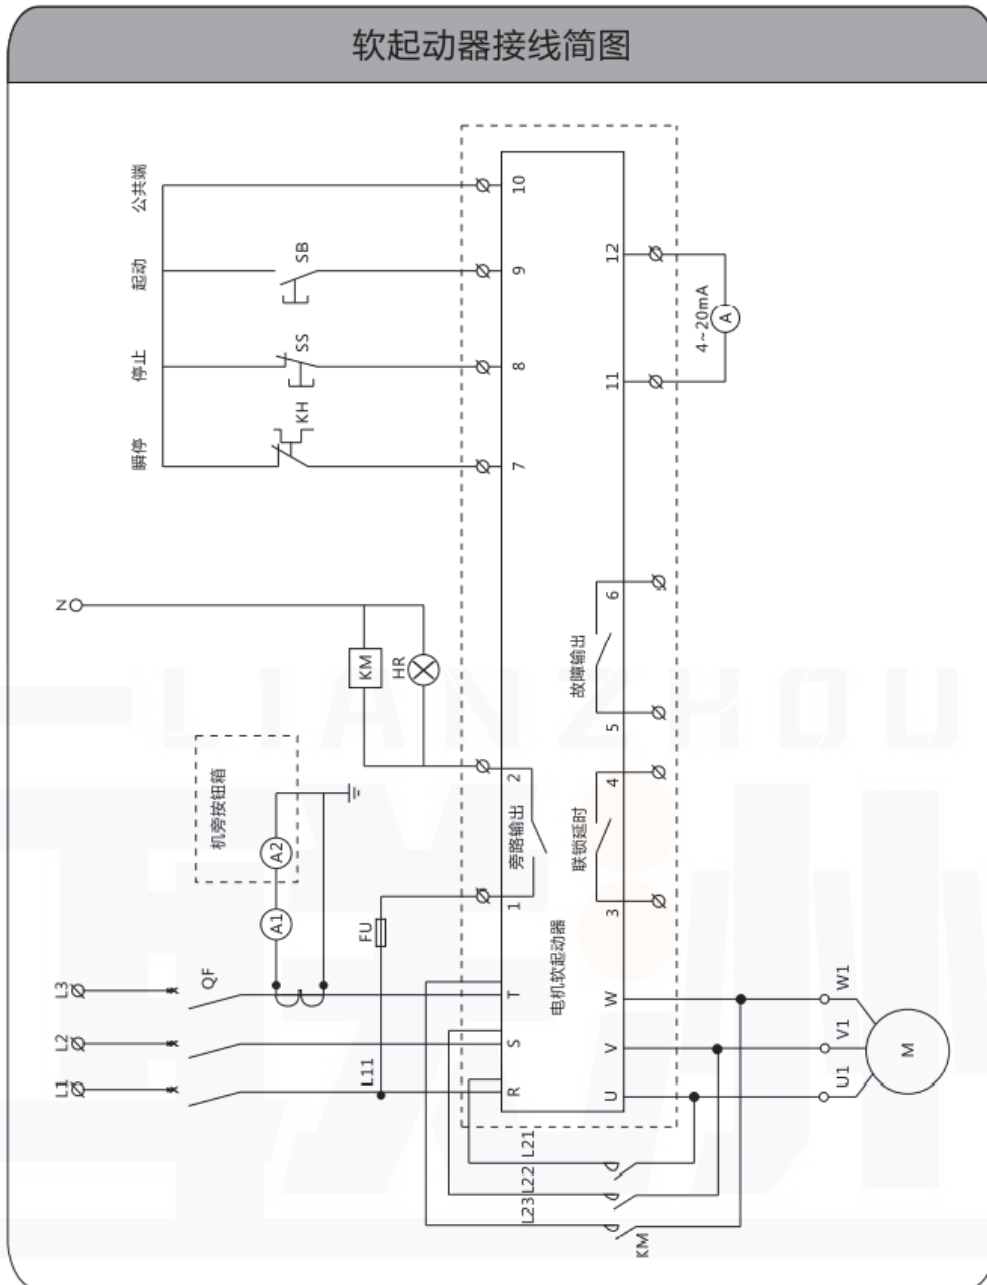 软起动器接线简图
公共端
起动
停止
瞬停
SB
SS
KH
10
9
8
7
12
11
4~20mA
A
N
KM
HR
6
5
故障输出
机旁按钮箱
A2
A1
2
旁路输出
1
4
联锁延时
3
FU
电机软起动器
L3
L2
L1
QF
L11
T
S
R
W
V
U
W1
V1
U1
M
L21
L22
L23
KM
LIANZHOU